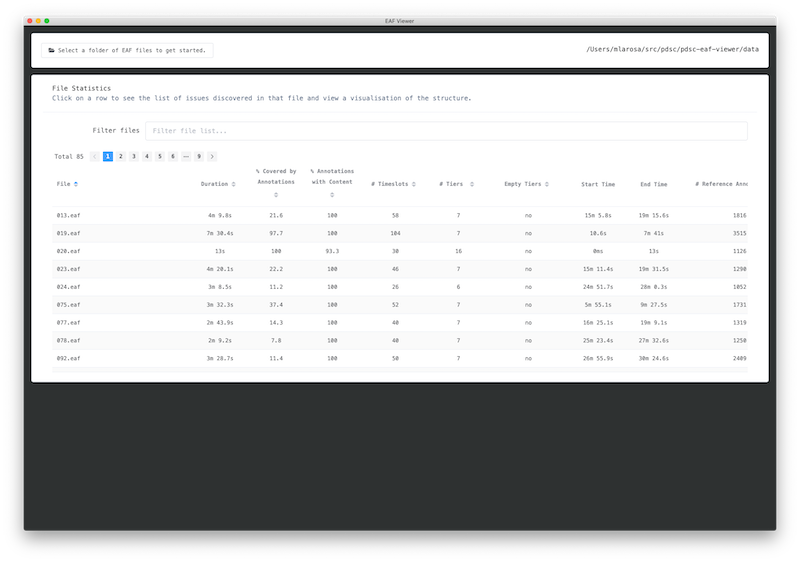 EAF Viewer
Select a folder of EAF files to get started. /Users/mlarosa/src/pdsc/pdsc-eaf-viewer/data
File Statistics
Click on a row to see the list of issues discovered in that file and view a visualisation of the structure.
Filter files Filter file list...
Total 85 < 1 2 3 4 5 6 ··· 9 >
File Duration % Covered by Annotations % Annotations with Content # Timeslots # Tiers Empty Tiers Start Time End Time # Reference Anno
013.eaf 4m 9.8s 21.6 100 58 7 no 15m 5.8s 19m 15.6s 1816
019.eaf 7m 30.4s 97.7 100 104 7 no 10.6s 7m 41s 3515
020.eaf 13s 100 93.3 30 16 no 0ms 13s 1126
023.eaf 4m 20.1s 22.2 100 46 7 no 15m 11.4s 19m 31.5s 1290
024.eaf 3m 8.5s 11.2 100 26 6 no 24m 51.7s 28m 0.3s 1052
075.eaf 3m 32.3s 37.4 100 52 7 no 5m 55.1s 9m 27.5s 1731
077.eaf 2m 43.9s 14.3 100 40 7 no 16m 25.1s 19m 9.1s 1319
078.eaf 2m 9.2s 7.8 100 40 7 no 25m 23.4s 27m 32.6s 1250
092.eaf 3m 28.7s 11.4 100 50 7 no 26m 55.9s 30m 24.6s 2409